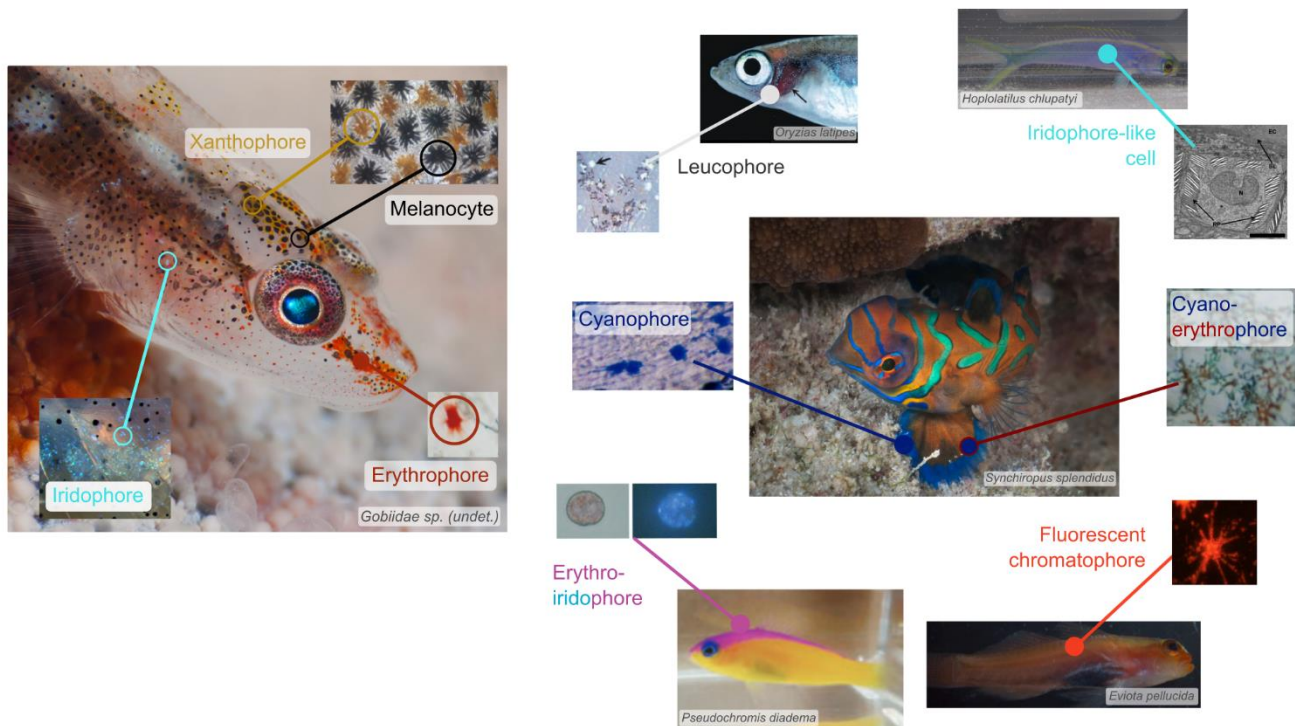 Xanthophore
Melanocyte
Iridophore
Erythrophore
Gobiidae sp. (undet.)
Oryzias latipes
Leucophore
Hoplolatilus chlupatyi
Iridophore-like
cell
EC
N
Cyanophore
Cyano-
erythrophore
Synchiropus splendidus
Erythro-
iridophore
Fluorescent
chromatophore
Pseudochromis diadema
Eviota pellucida